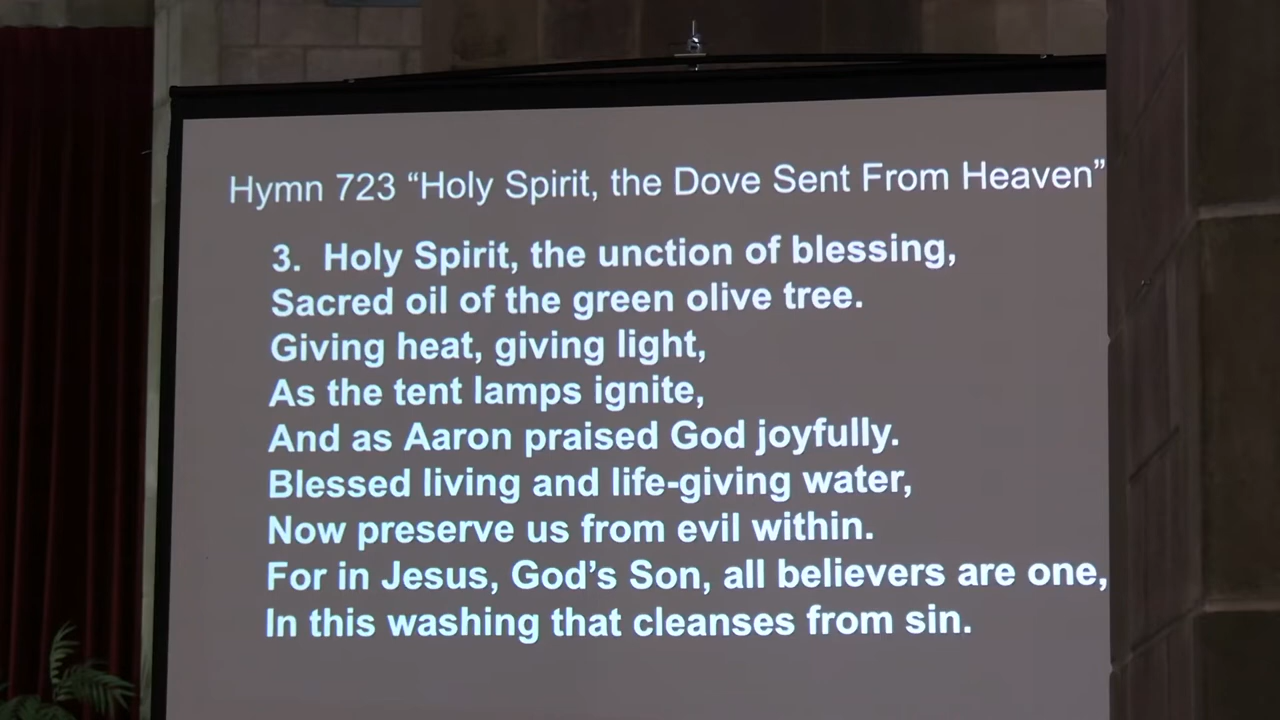 Hymn 723 “Holy Spirit, the Dove Sent From Heaven”
3. Holy Spirit, the unction of blessing,
Sacred oil of the green olive tree.
Giving heat, giving light,
As the tent lamps ignite,
And as Aaron praised God joyfully.
Blessed living and life-giving water,
Now preserve us from evil within.
For in Jesus, God’s Son, all believers are one,
In this washing that cleanses from sin.